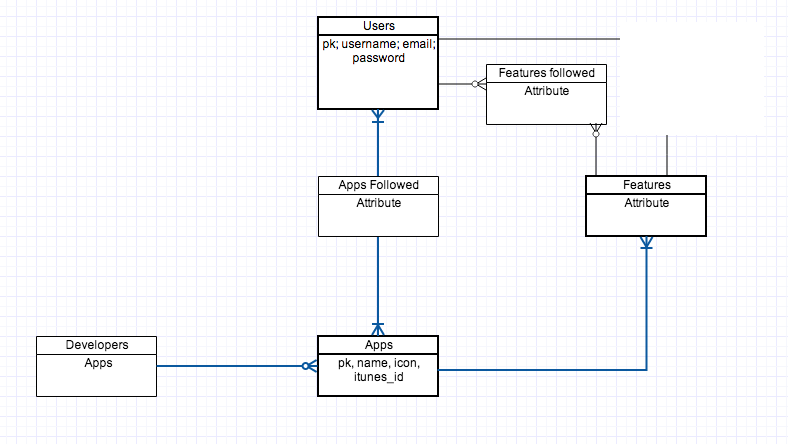 Users
pk; username; email;
password
Features followed
Attribute
Apps Followed
Attribute
Features
Attribute
Developers
Apps
Apps
pk, name, icon,
itunes_id